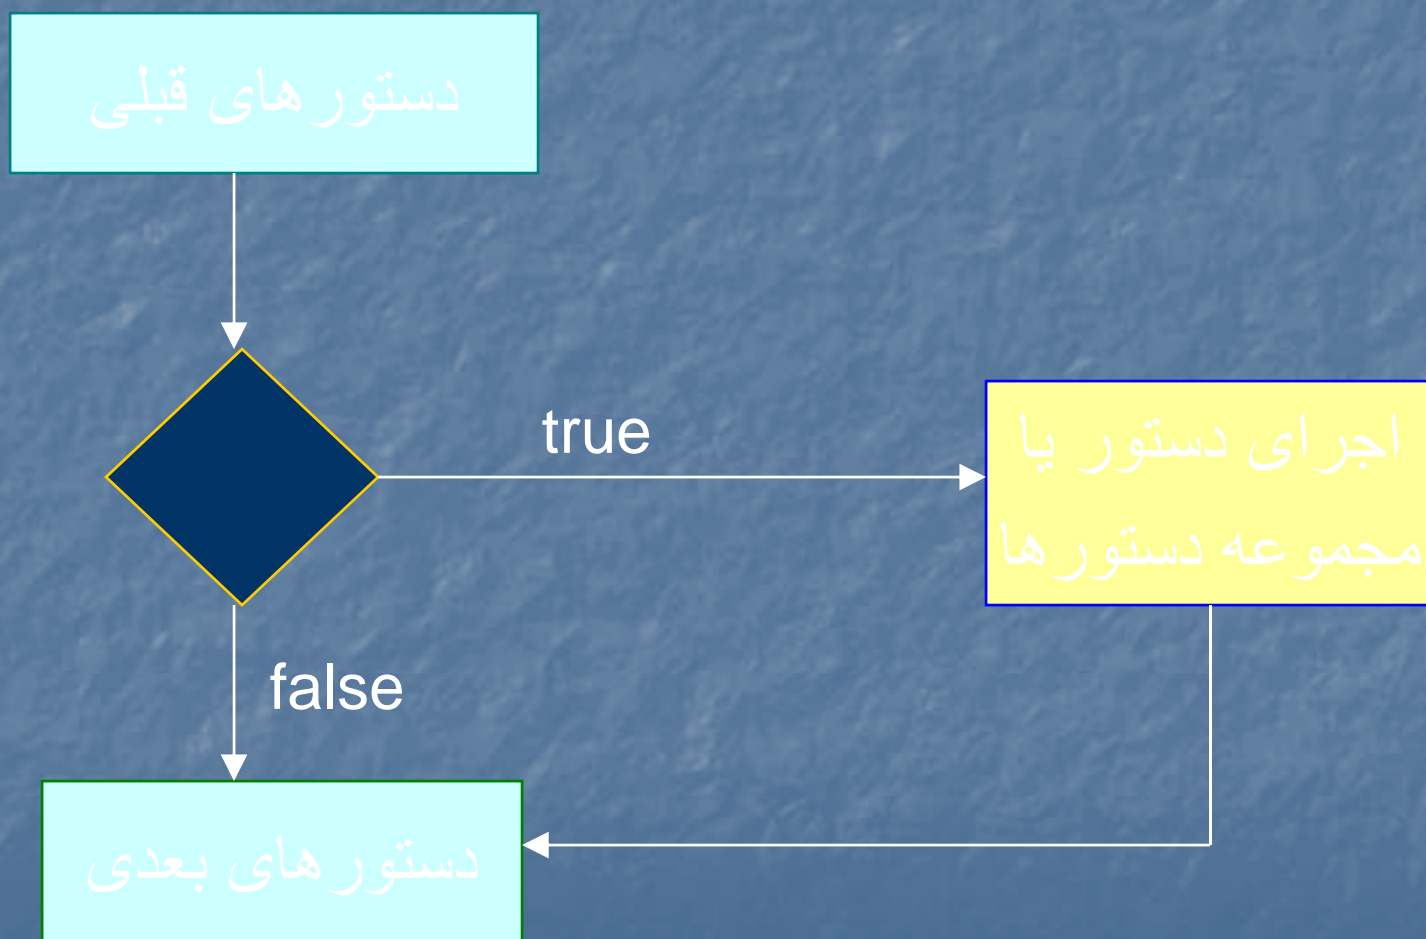 دستورهای قبلی
true
اجرای دستور یا
مجموعه دستورها
false
دستورهای بعدی